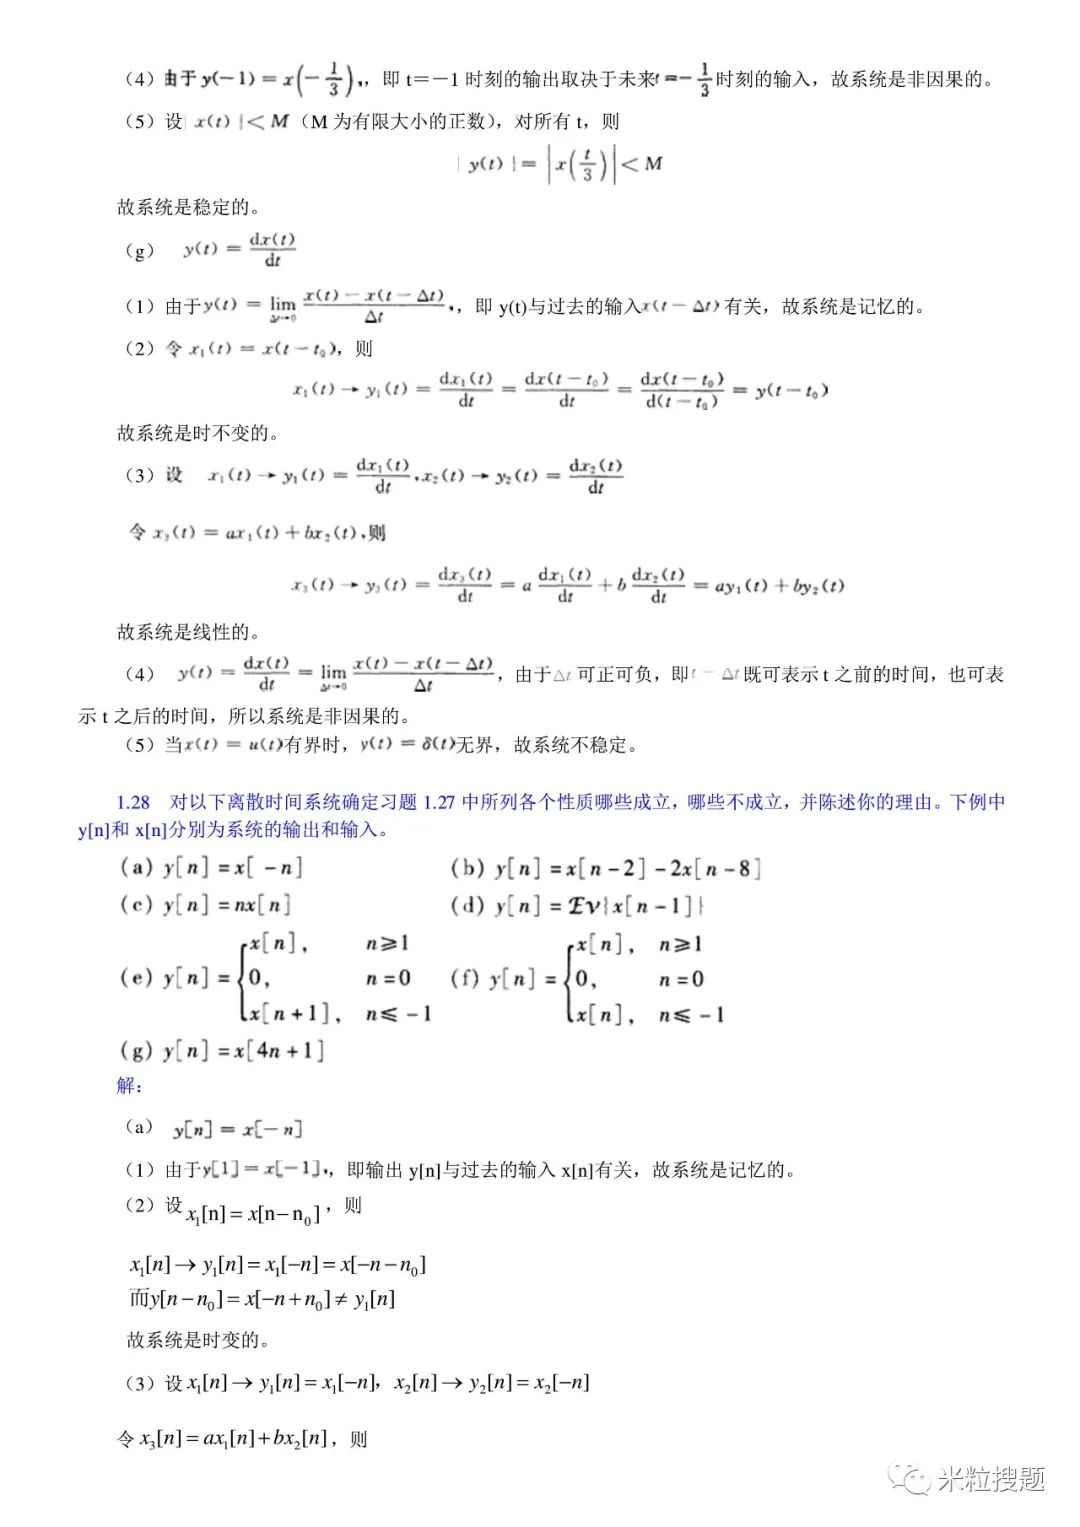 （4）由于 y(−1) = x(−1/3)，，即 t＝−1 时刻的输出取决于未来t = −1/3 时刻的输入，故系统是非因果的。
（5）设| x(t) |< M（M 为有限大小的正数），对所有 t，则
| y(t) |= |x(t/3)| < M
故系统是稳定的。
（g） y(t) = dx(t)/dt
（1）由于y(t) = lim_{Δt→0} (x(t) − x(t − Δt))/Δt，，即 y(t)与过去的输入x(t − Δt)有关，故系统是记忆的。
（2）令 x₁(t) = x(t − t₀)，则
x₁(t) → y₁(t) = dx₁(t)/dt = dx(t − t₀)/dt = dx(t − t₀)/d(t − t₀) = y(t − t₀)
故系统是时不变的。
（3）设 x₁(t) → y₁(t) = dx₁(t)/dt, x₂(t) → y₂(t) = dx₂(t)/dt
令 x₃(t) = ax₁(t) + bx₂(t),则
x₃(t) → y₃(t) = dx₃(t)/dt = a dx₁(t)/dt + b dx₂(t)/dt = ay₁(t) + by₂(t)
故系统是线性的。
（4） y(t) = dx(t)/dt = lim_{Δt→0} (x(t) − x(t − Δt))/Δt，由于Δt 可正可负，即t − Δt既可表示 t 之前的时间，也可表
示 t 之后的时间，所以系统是非因果的。
（5）当x(t) = u(t)有界时，y(t) = δ(t)无界，故系统不稳定。
1.28 对以下离散时间系统确定习题 1.27 中所列各个性质哪些成立，哪些不成立，并陈述你的理由。下例中
y[n]和 x[n]分别为系统的输出和输入。
(a) y[n] = x[−n] (b) y[n] = x[n−2] − 2x[n−8]
(c) y[n] = nx[n] (d) y[n] = Ev{x[n−1]}
(e) y[n] = { x[n], n≥1 ; 0, n=0 ; x[n+1], n≤−1 (f) y[n] = { x[n], n≥1 ; 0, n=0 ; x[n], n≤−1
(g) y[n] = x[4n+1]
解：
（a） y[n] = x[−n]
（1）由于y[1] = x[−1],，即输出 y[n]与过去的输入 x[n]有关，故系统是记忆的。
（2）设 x₁[n] = x[n−n₀]，则
x₁[n] → y₁[n] = x₁[−n] = x[−n−n₀]
而y[n−n₀] = x[−n+n₀] ≠ y₁[n]
故系统是时变的。
（3）设 x₁[n] → y₁[n] = x₁[−n]，x₂[n] → y₂[n] = x₂[−n]
令 x₃[n] = ax₁[n] + bx₂[n]，则
米粒搜题